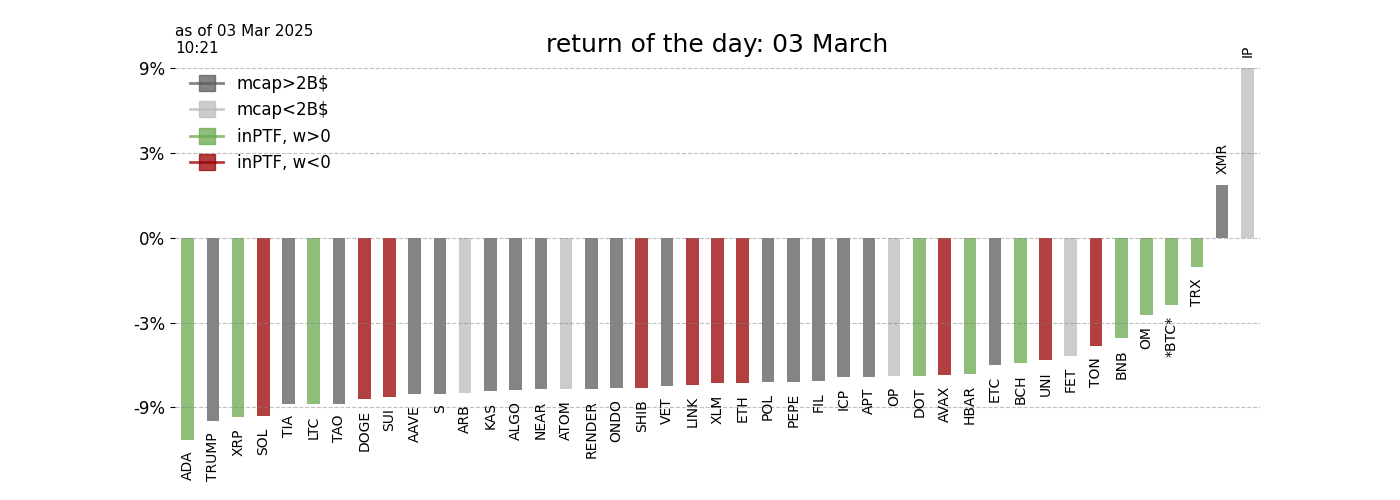 as of 03 Mar 2025
10:21
return of the day: 03 March
9%
3%
0%
-3%
-9%
mcap>2B$
mcap<2B$
inPTF, w>0
inPTF, w<0
ADA
TRUMP
XRP
SOL
TIA
LTC
TAO
DOGE
SUI
AAVE
S
ARB
KAS
ALGO
NEAR
ATOM
RENDER
ONDO
SHIB
VET
LINK
XLM
ETH
POL
PEPE
FIL
ICP
APT
OP
DOT
AVAX
HBAR
ETC
BCH
UNI
FET
TON
BNB
OM
*BTC*
TRX
XMR
IP